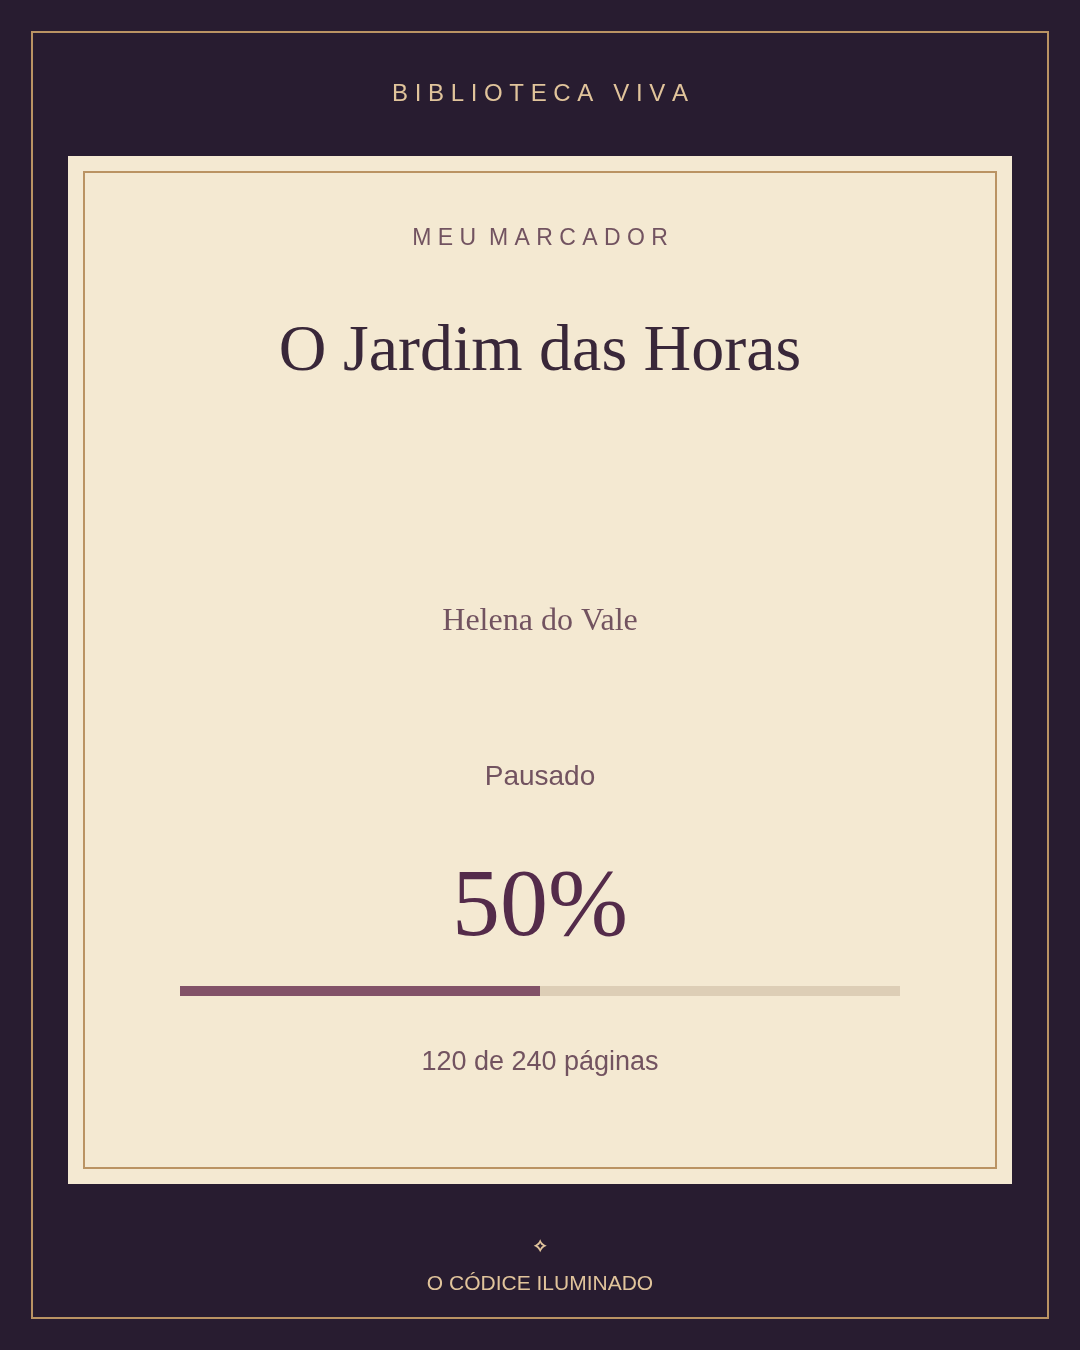 BIBLIOTECA VIVA
MEU MARCADOR
O Jardim das Horas
Helena do Vale
Pausado
50%
120 de 240 páginas
O CÓDICE ILUMINADO